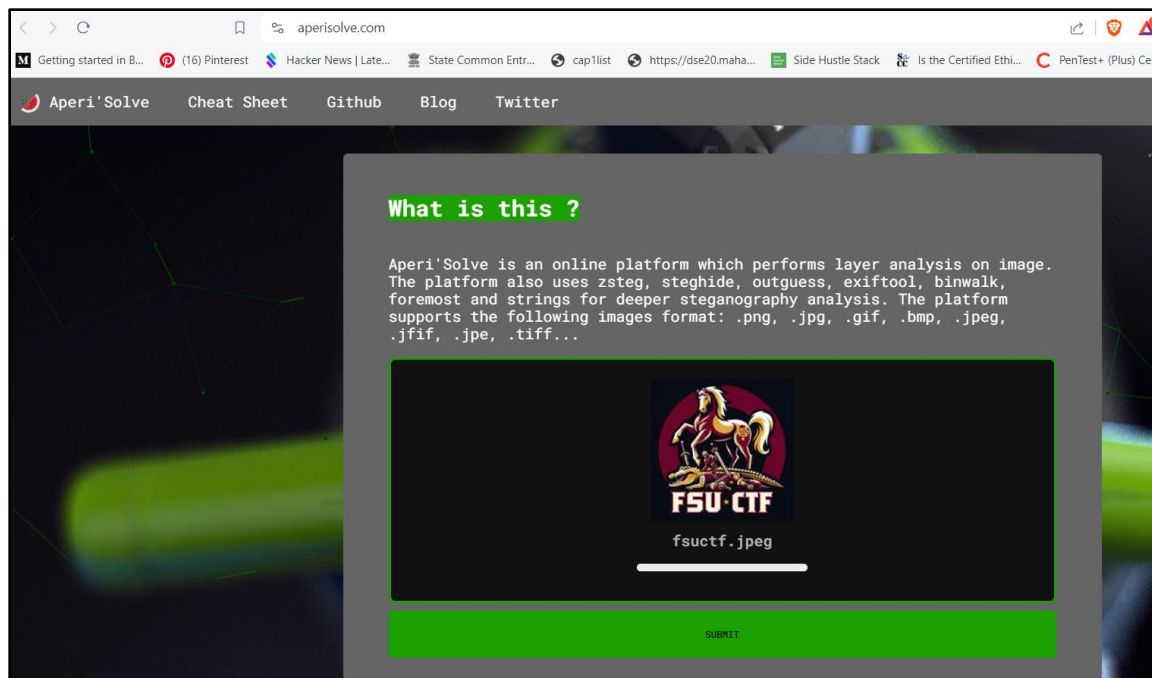 aperisolve.com
Getting started in B... (16) Pinterest Hacker News | Late... State Common Entr... cap1list https://dse20.maha... Side Hustle Stack Is the Certified Ethi... PenTest+ (Plus) Ce
Aperi'Solve Cheat Sheet Github Blog Twitter
What is this ?
Aperi'Solve is an online platform which performs layer analysis on image.
The platform also uses zsteg, steghide, outguess, exiftool, binwalk,
foremost and strings for deeper steganography analysis. The platform
supports the following images format: .png, .jpg, .gif, .bmp, .jpeg,
.jfif, .jpe, .tiff...
FSU CTF
fsuctf.jpeg
SUBMIT